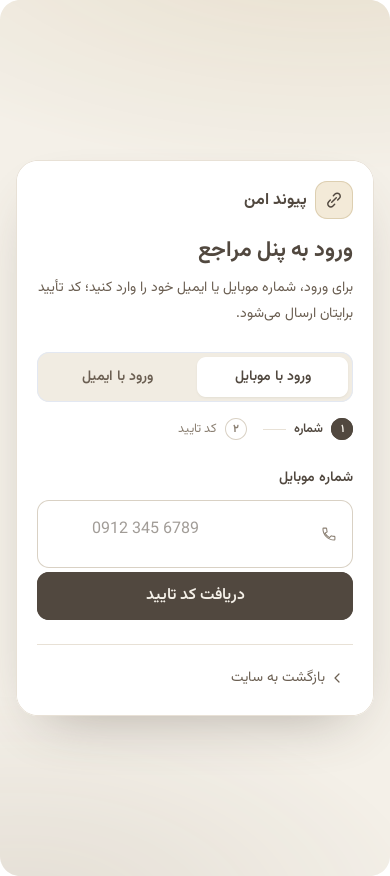 پیوند امن
ورود به پنل مراجع
برای ورود، شماره موبایل یا ایمیل خود را وارد کنید؛ کد تأیید
برایتان ارسال می‌شود.
ورود با موبایل
ورود با ایمیل
۱ شماره
۲ کد تایید
شماره موبایل
0912 345 6789
دریافت کد تایید
بازگشت به سایت